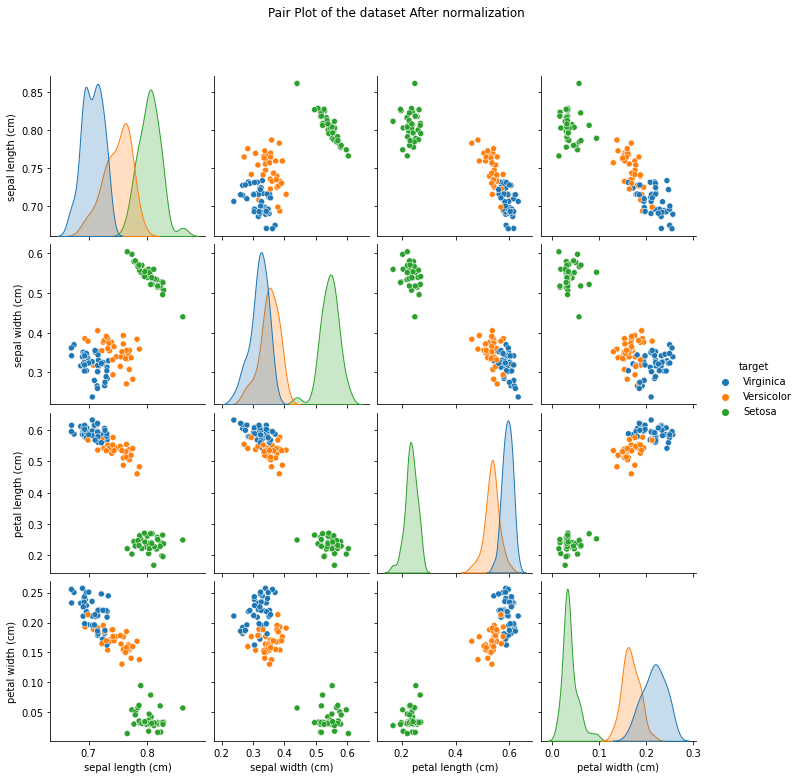 Pair Plot of the dataset After normalization
sepal length (cm)
0.85
0.80
0.75
0.70
sepal width (cm)
0.6
0.5
0.4
0.3
target
Virginica
Versicolor
Setosa
petal length (cm)
0.6
0.5
0.4
0.3
0.2
petal width (cm)
0.25
0.20
0.15
0.10
0.05
0.7 0.8
0.2 0.3 0.4 0.5 0.6
0.2 0.4 0.6
0.0 0.1 0.2 0.3
sepal length (cm)
sepal width (cm)
petal length (cm)
petal width (cm)